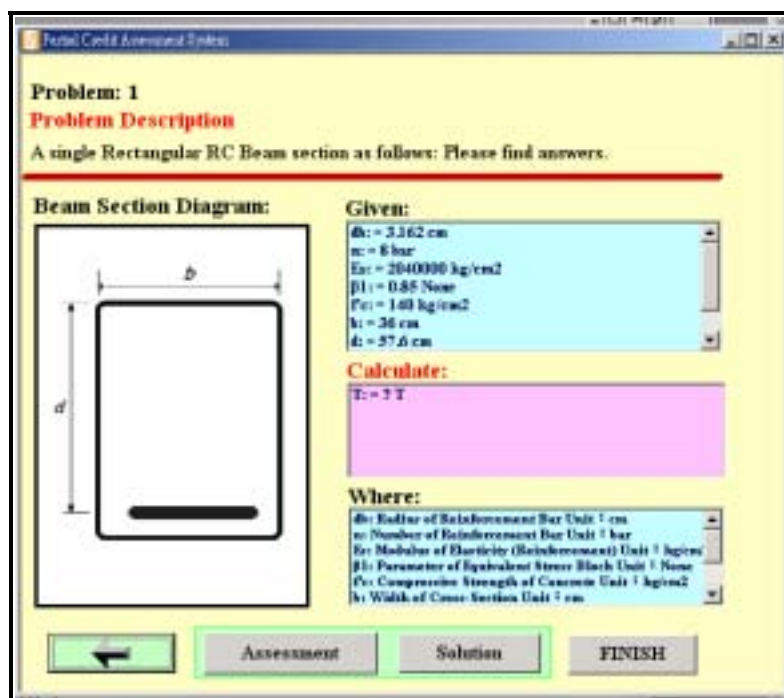 Partial Credit Assessment System
Problem: 1
Problem Description
A single Rectangular RC Beam section as follows: Please find answers.
Beam Section Diagram:
b
d
Given:
db: = 3.162 cm
n: = 8 bar
Es: = 2040000 kg/cm2
β1: = 0.85 None
f'c: = 140 kg/cm2
b: = 36 cm
d: = 57.6 cm
Calculate:
T: = ? T
Where:
db: Radius of Reinforcement Bar Unit : cm
n: Number of Reinforcement Bar Unit : bar
Es: Modulus of Elasticity (Reinforcement) Unit : kg/cm
β1: Parameter of Equivalent Stress Block Unit : None
f'c: Compressive Strength of Concrete Unit : kg/cm2
b: Width of Cross-Section Unit : cm
Assessment
Solution
FINISH